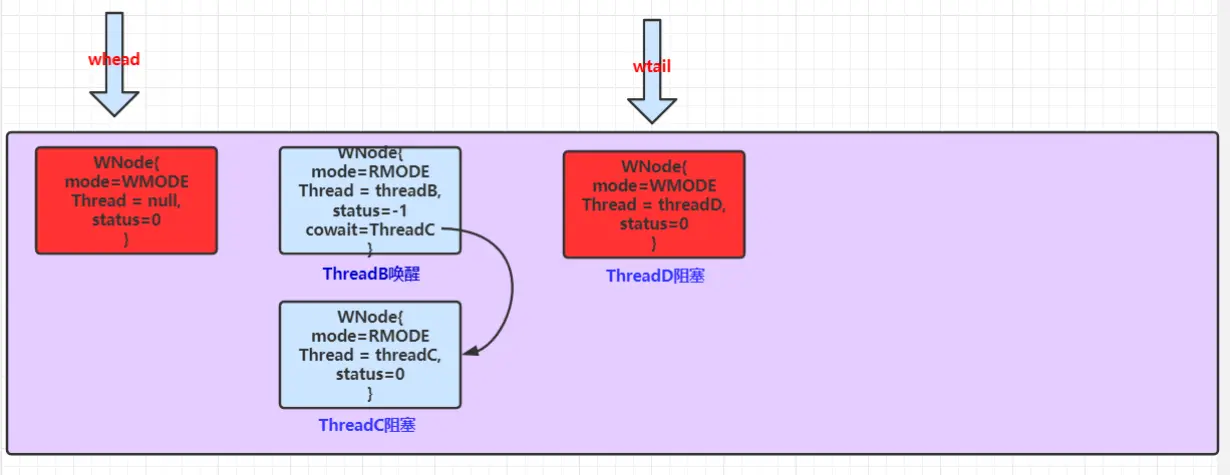 whead
wtail
WNode{
mode=WMODE
Thread = null,
status=0
}
WNode{
mode=RMODE
Thread = threadB,
status=-1
cowait=ThreadC
}
ThreadB唤醒
WNode{
mode=RMODE
Thread = threadC,
status=0
}
ThreadC阻塞
WNode{
mode=WMODE
Thread = threadD,
status=0
}
ThreadD阻塞